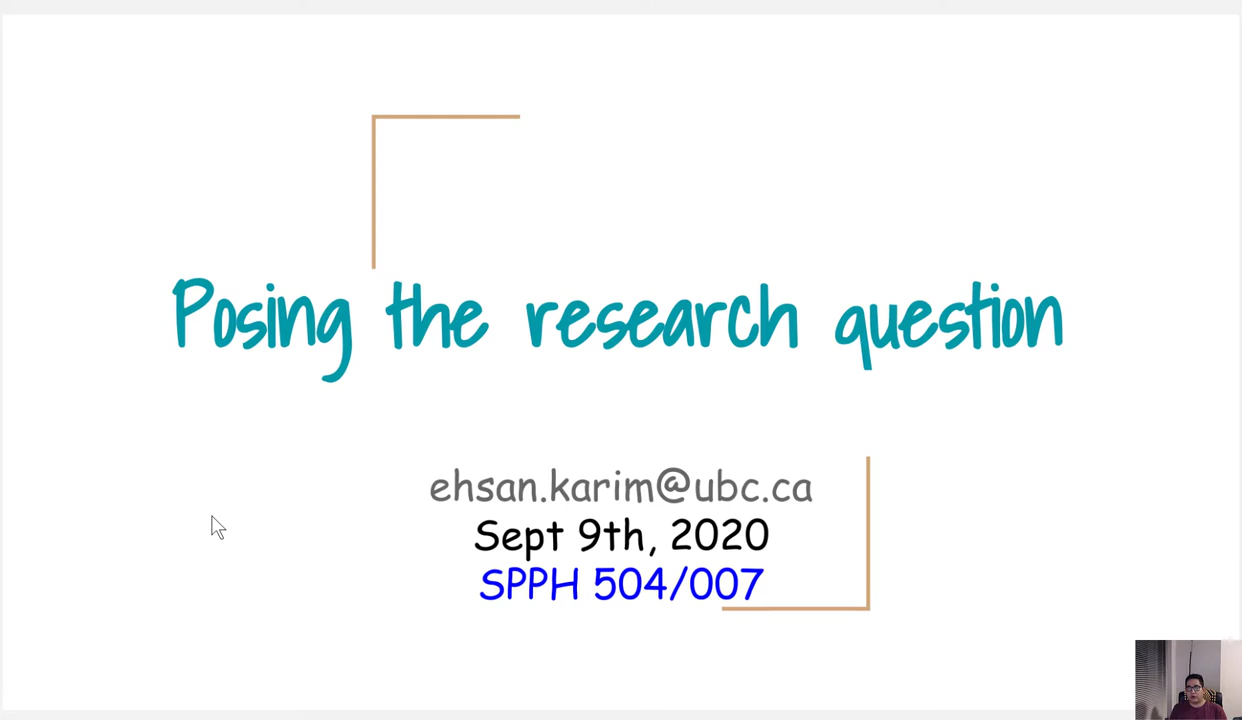 Posing the research question
ehsan.karim@ubc.ca
Sept 9th, 2020
SPPH 504/007